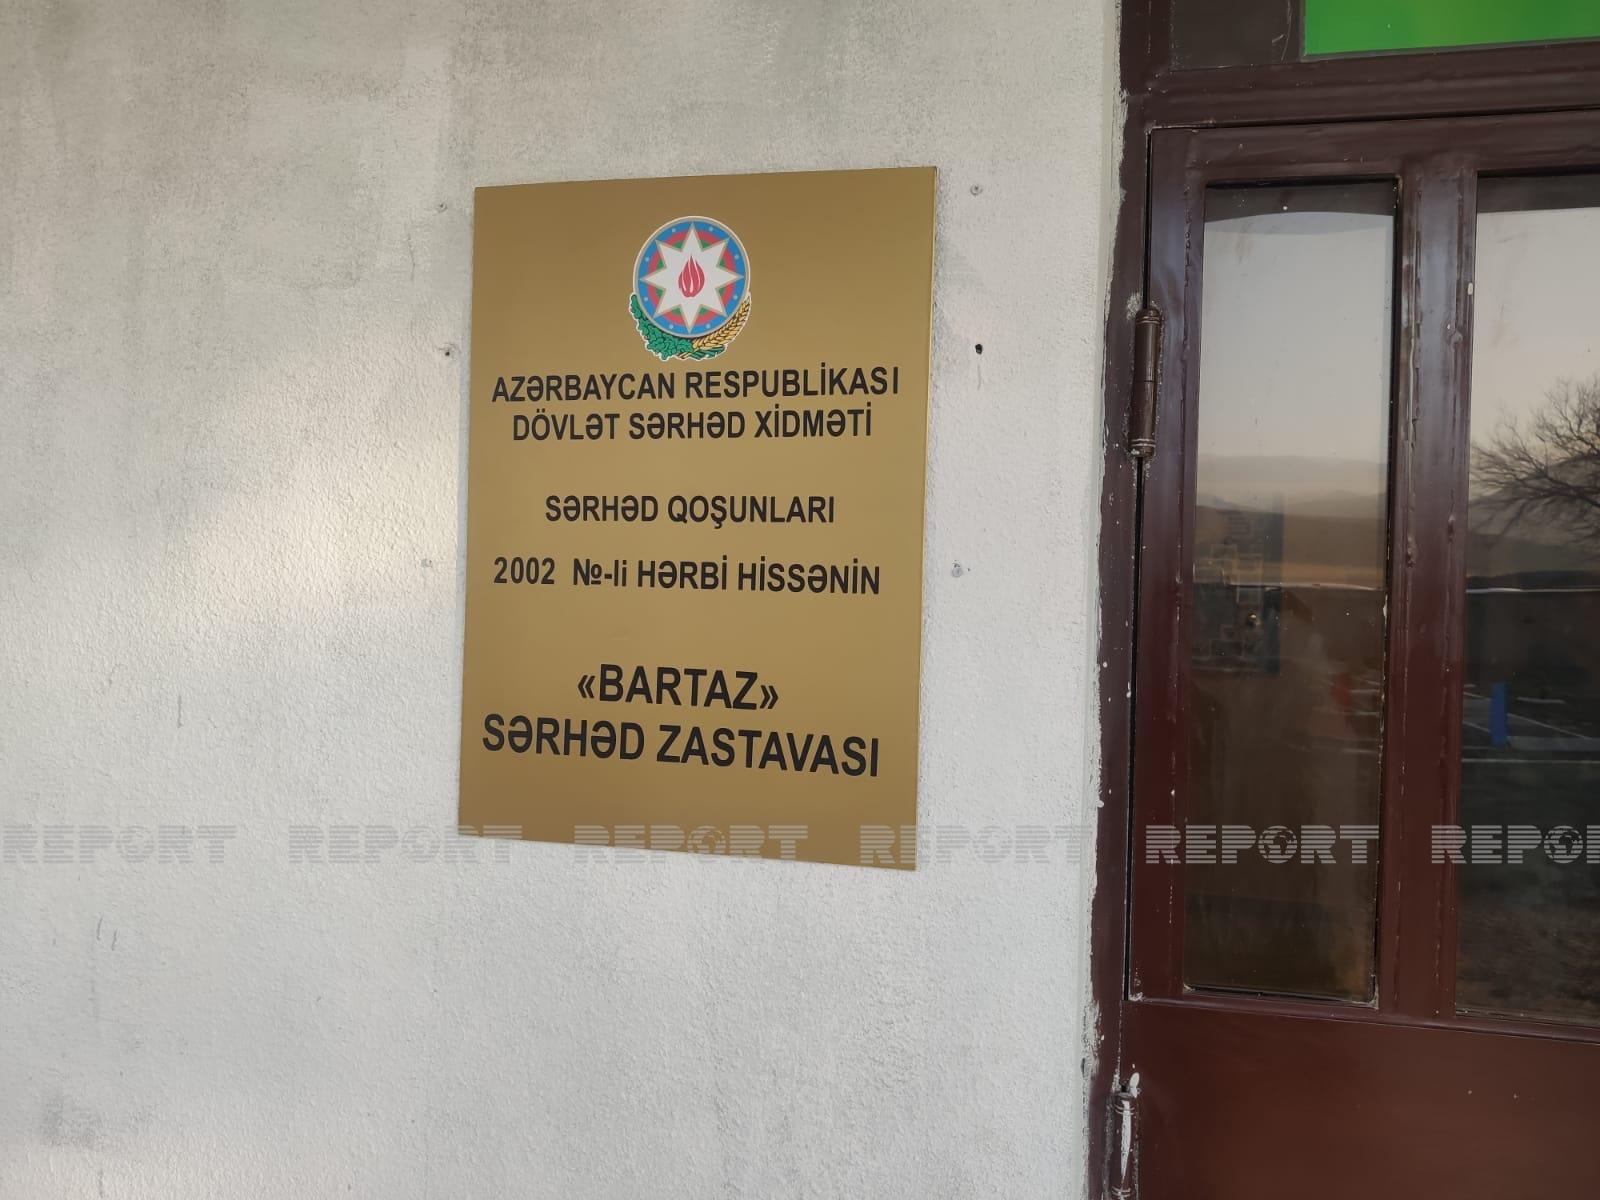 AZƏRBAYCAN RESPUBLİKASI
DÖVLƏT SƏRHƏD XİDMƏTİ
SƏRHƏD QOŞUNLARI
2002 №-li HƏRBİ HİSSƏNİN
«BARTAZ»
SƏRHƏD ZASTAVASI
REPORT REPORT REPORT REPORT REPORT REPO